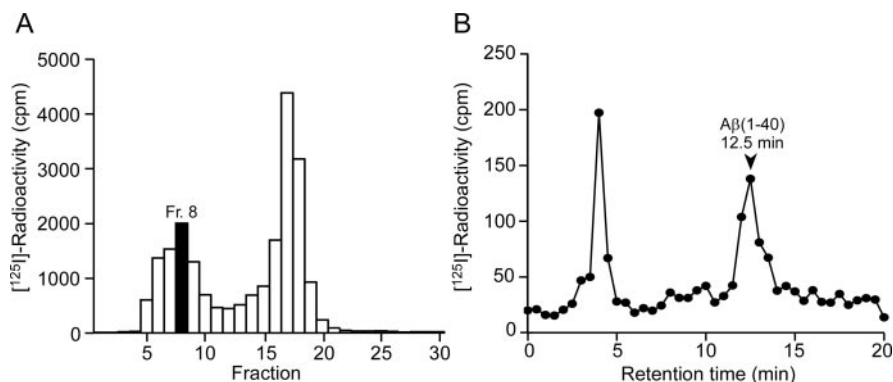 A
[125I]-Radioactivity (cpm)
5000
4000
3000
2000
1000
0
Fr. 8
5 10 15 20 25 30
Fraction
B
[125I]-Radioactivity (cpm)
250
200
150
100
50
0
Aβ(1-40)
12.5 min
0 5 10 15 20
Retention time (min)